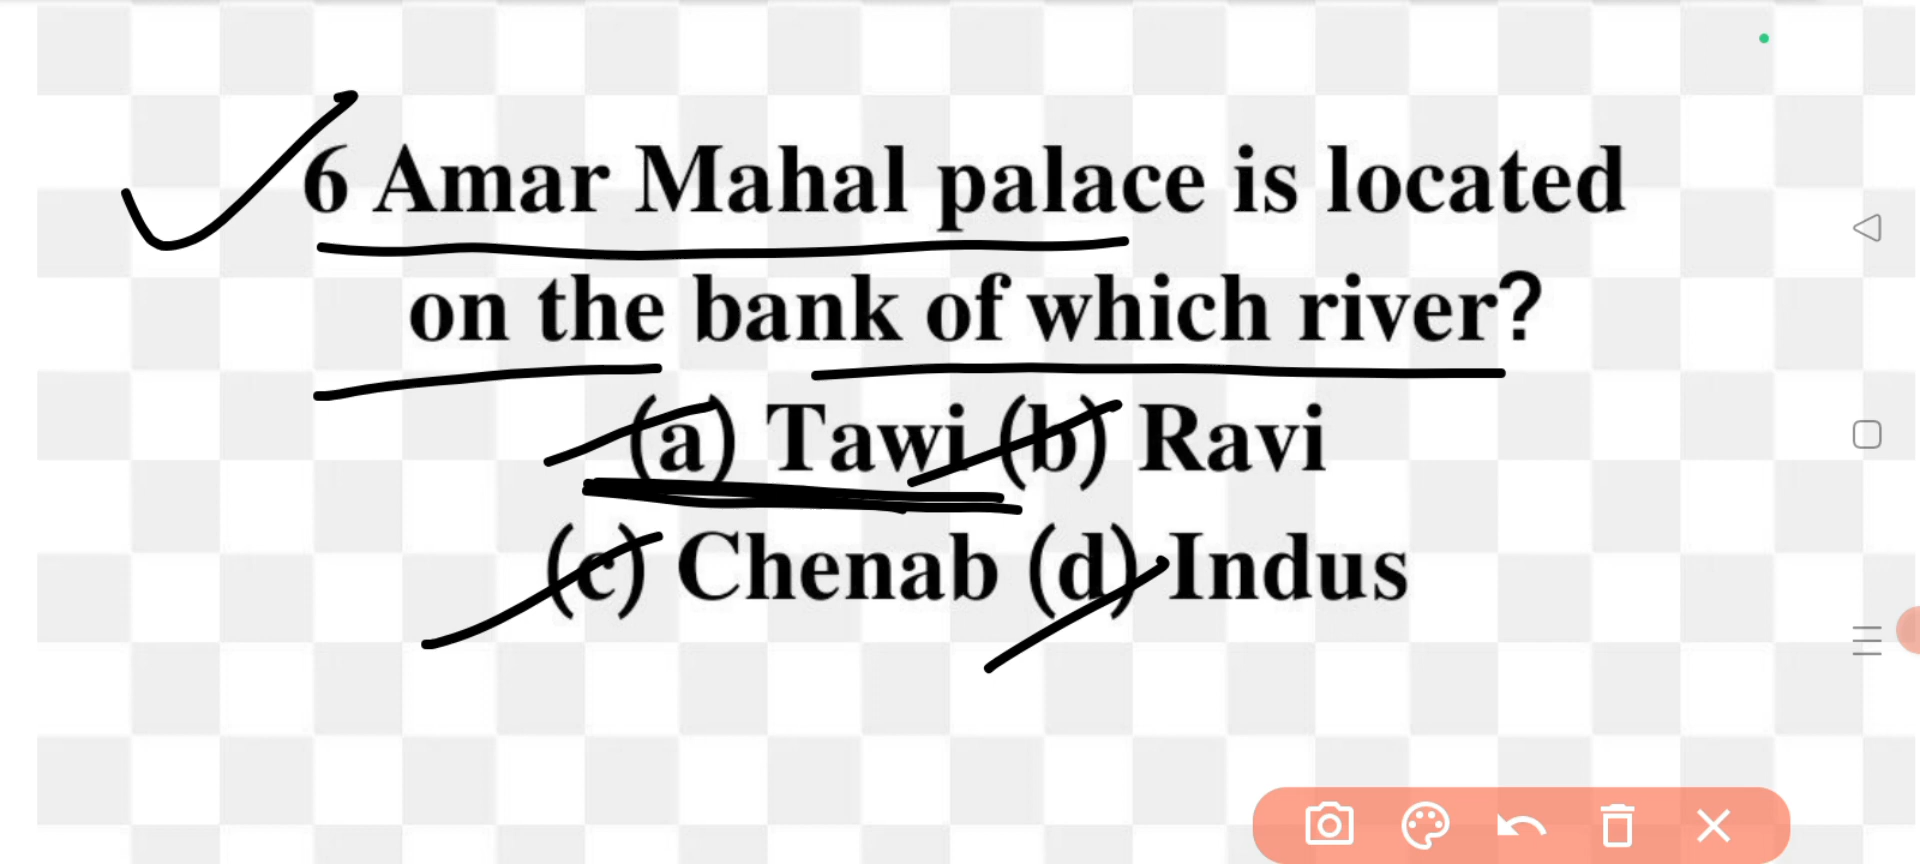 6 Amar Mahal palace is located
on the bank of which river?
(a) Tawi (b) Ravi
(c) Chenab (d) Indus